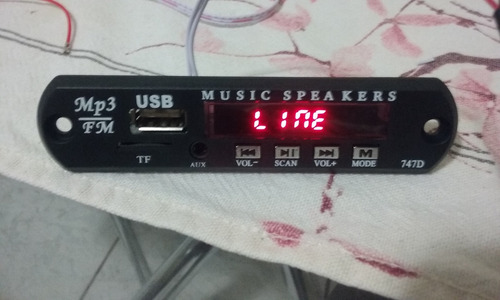 MUSIC SPEAKERS
Mp3
FM
USB
LINE
TF
AUX
VOL-
SCAN
VOL+
M
MODE
747D